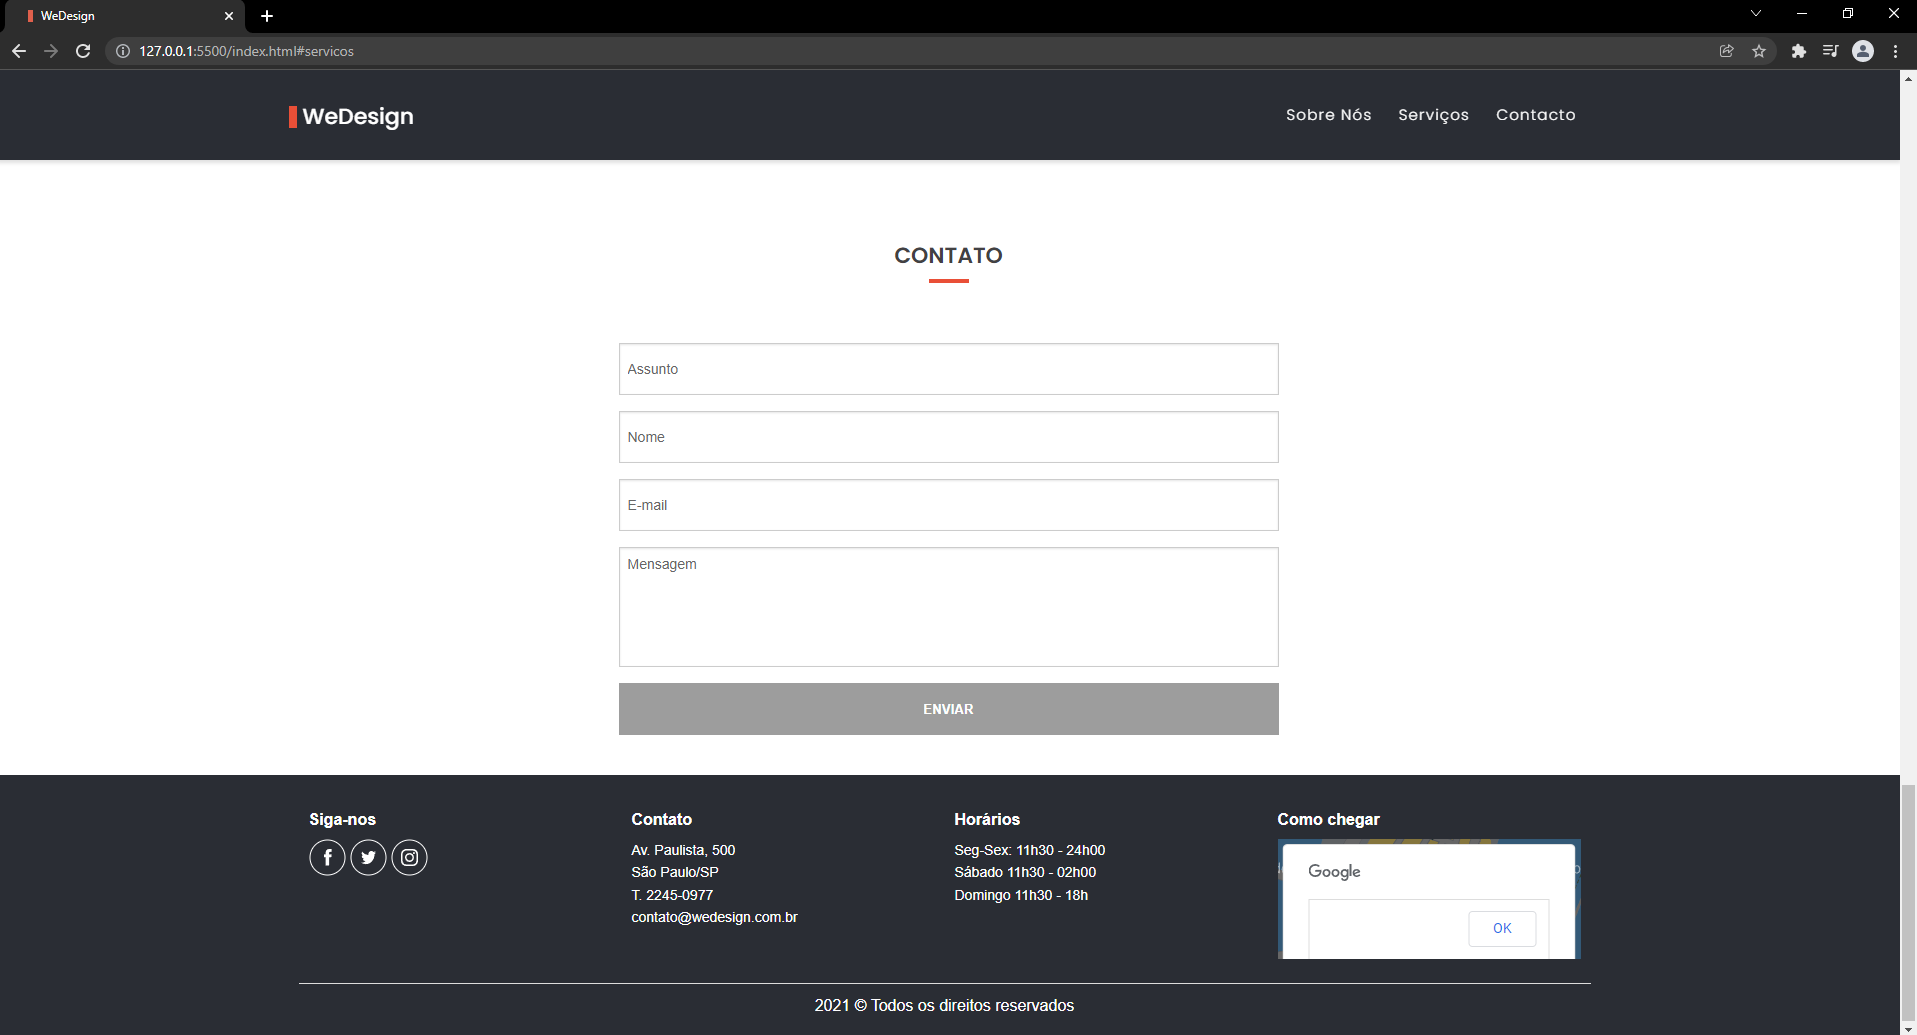 WeDesign
127.0.0.1:5500/index.html#servicos
WeDesign
Sobre Nós Serviços Contacto
CONTATO
Assunto
Nome
E-mail
Mensagem
ENVIAR
Siga-nos
Contato
Av. Paulista, 500
São Paulo/SP
T. 2245-0977
contato@wedesign.com.br
Horários
Seg-Sex: 11h30 - 24h00
Sábado 11h30 - 02h00
Domingo 11h30 - 18h
Como chegar
Google
OK
2021 © Todos os direitos reservados